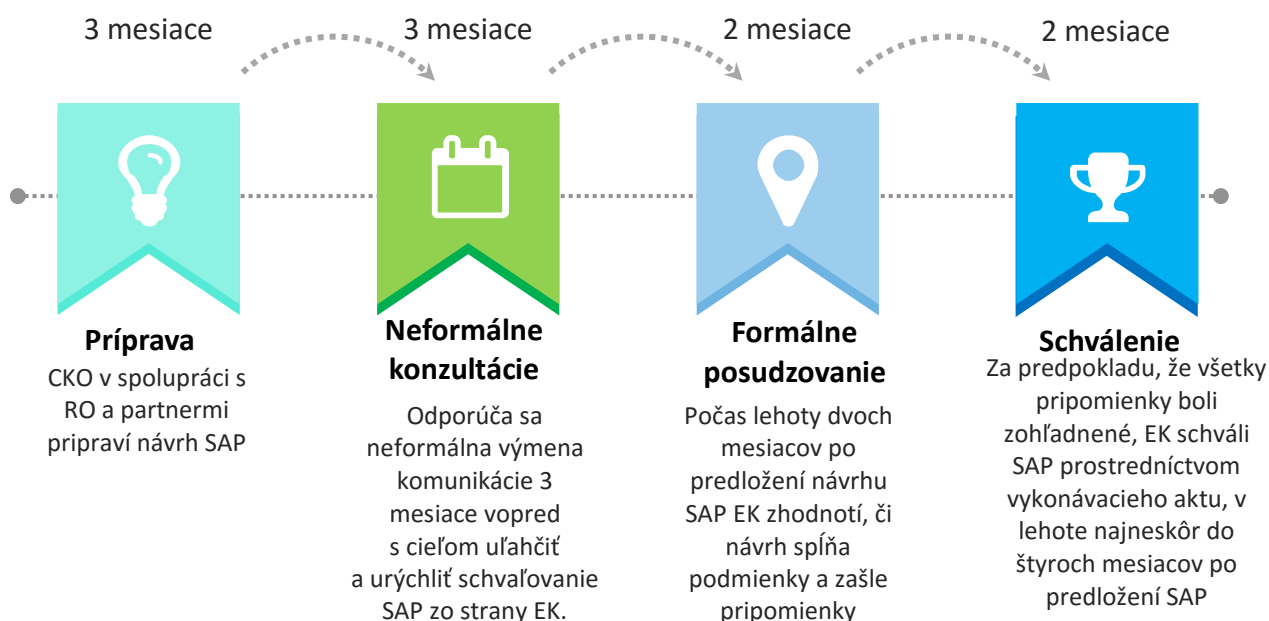 3 mesiace
3 mesiace
2 mesiace
2 mesiace
Príprava
CKO v spolupráci s
RO a partnermi
pripraví návrh SAP
Neformálne
konzultácie
Odporúča sa
neformálna výmena
komunikácie 3
mesiace vopred
s cieľom uľahčiť
a urýchliť schvaľovanie
SAP zo strany EK.
Formálne
posudzovanie
Počas lehoty dvoch
mesiacov po
predložení návrhu
SAP EK zhodnotí, či
návrh spĺňa
podmienky a zašle
pripomienky
Schválenie
Za predpokladu, že všetky
pripomienky boli
zohľadnené, EK schváli
SAP prostredníctvom
vykonávacieho aktu, v
lehote najneskôr do
štyroch mesiacov po
predložení SAP